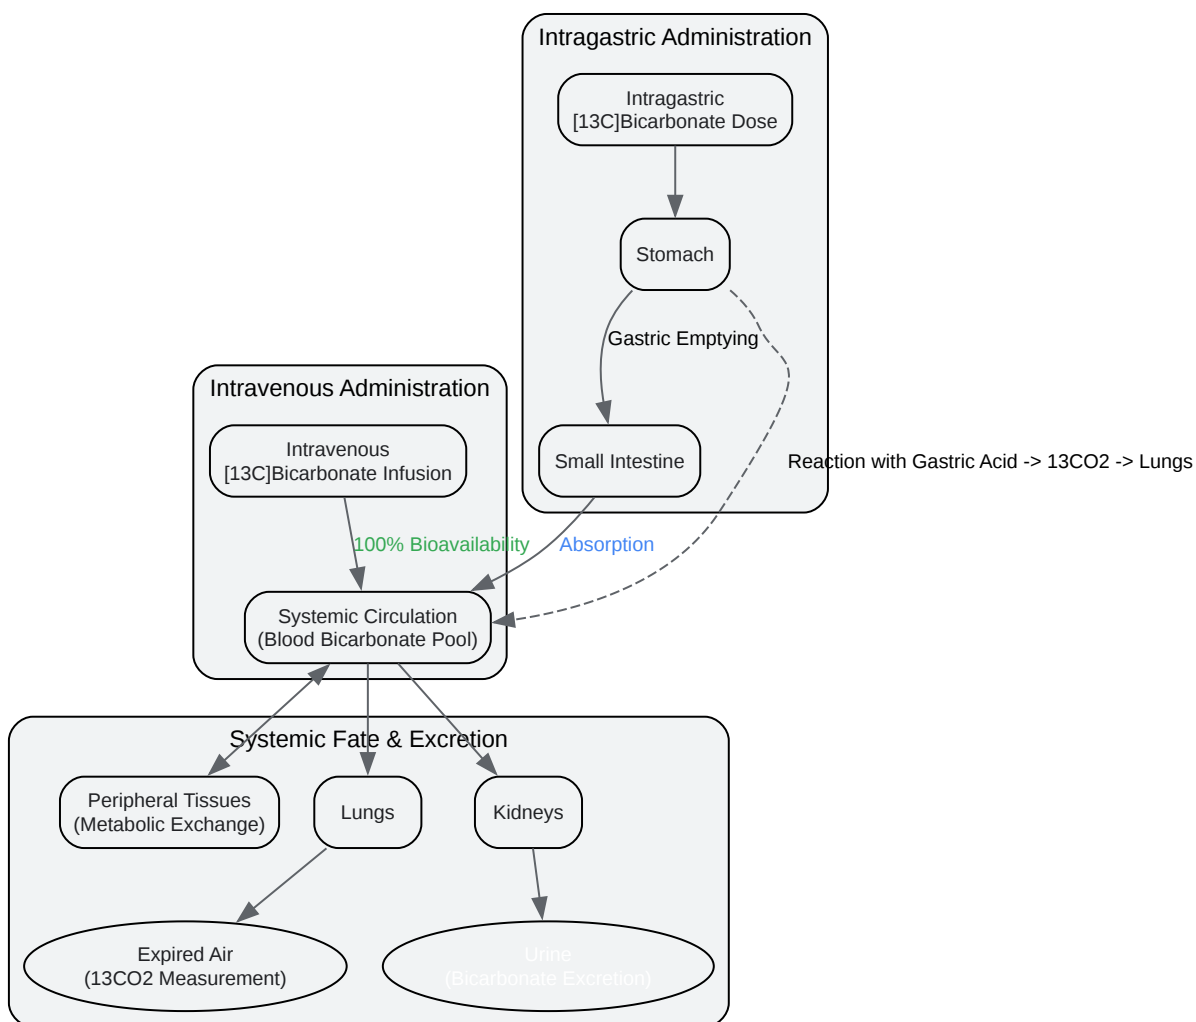 Intragastric Administration
Intragastric
[13C]Bicarbonate Dose
Stomach
Gastric Emptying
Intravenous Administration
Intravenous
[13C]Bicarbonate Infusion
Small Intestine
Reaction with Gastric Acid -> 13CO2 -> Lungs
100% Bioavailability
Absorption
Systemic Circulation
(Blood Bicarbonate Pool)
Systemic Fate & Excretion
Peripheral Tissues
(Metabolic Exchange)
Lungs
Kidneys
Expired Air
(13CO2 Measurement)
Urine
(Bicarbonate Excretion)